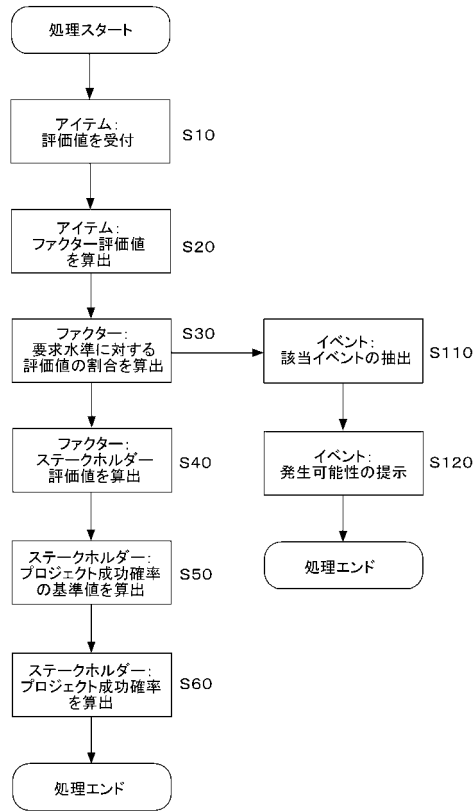 処理スタート
アイテム:
評価値を受付
S10
アイテム:
ファクター評価値
を算出
S20
ファクター:
要求水準に対する
評価値の割合を算出
S30
イベント:
該当イベントの抽出
S110
ファクター:
ステークホルダー
評価値を算出
S40
イベント:
発生可能性の提示
S120
ステークホルダー:
プロジェクト成功確率
の基準値を算出
S50
処理エンド
ステークホルダー:
プロジェクト成功確率
を算出
S60
処理エンド